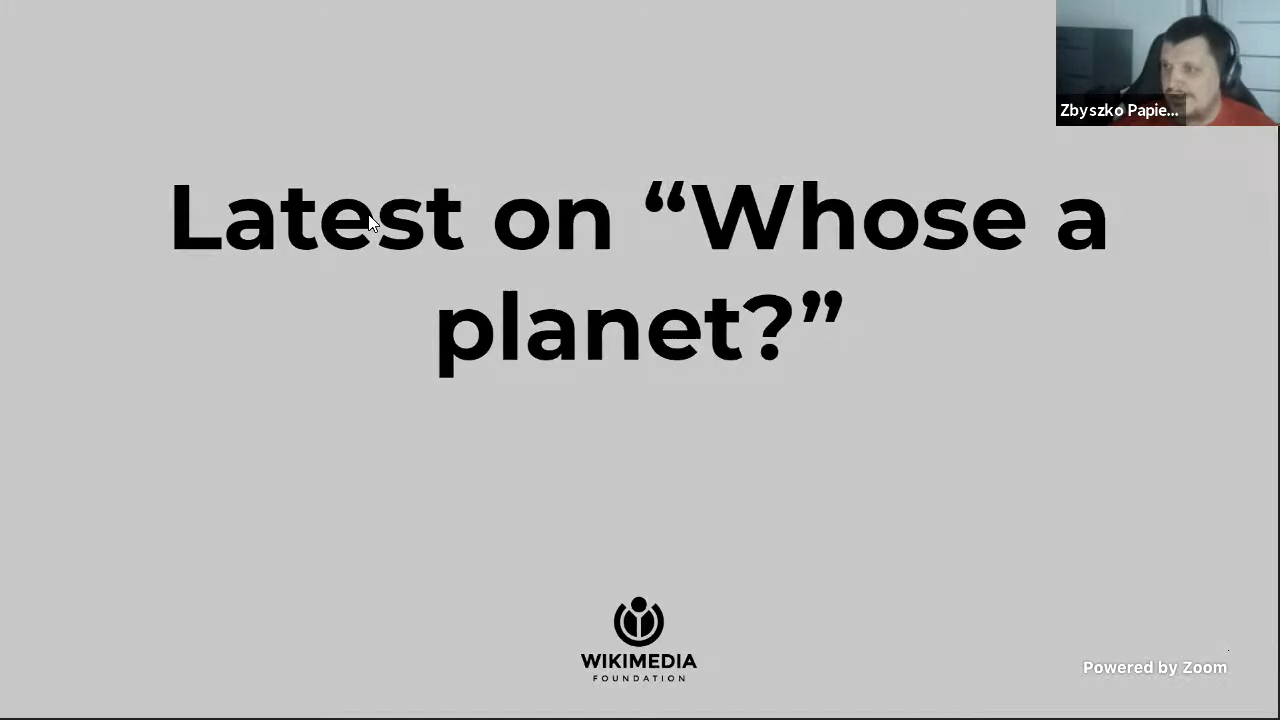 Zbyszko Papie...
Latest on “Whose a
planet?”
WIKIMEDIA
FOUNDATION
Powered by Zoom